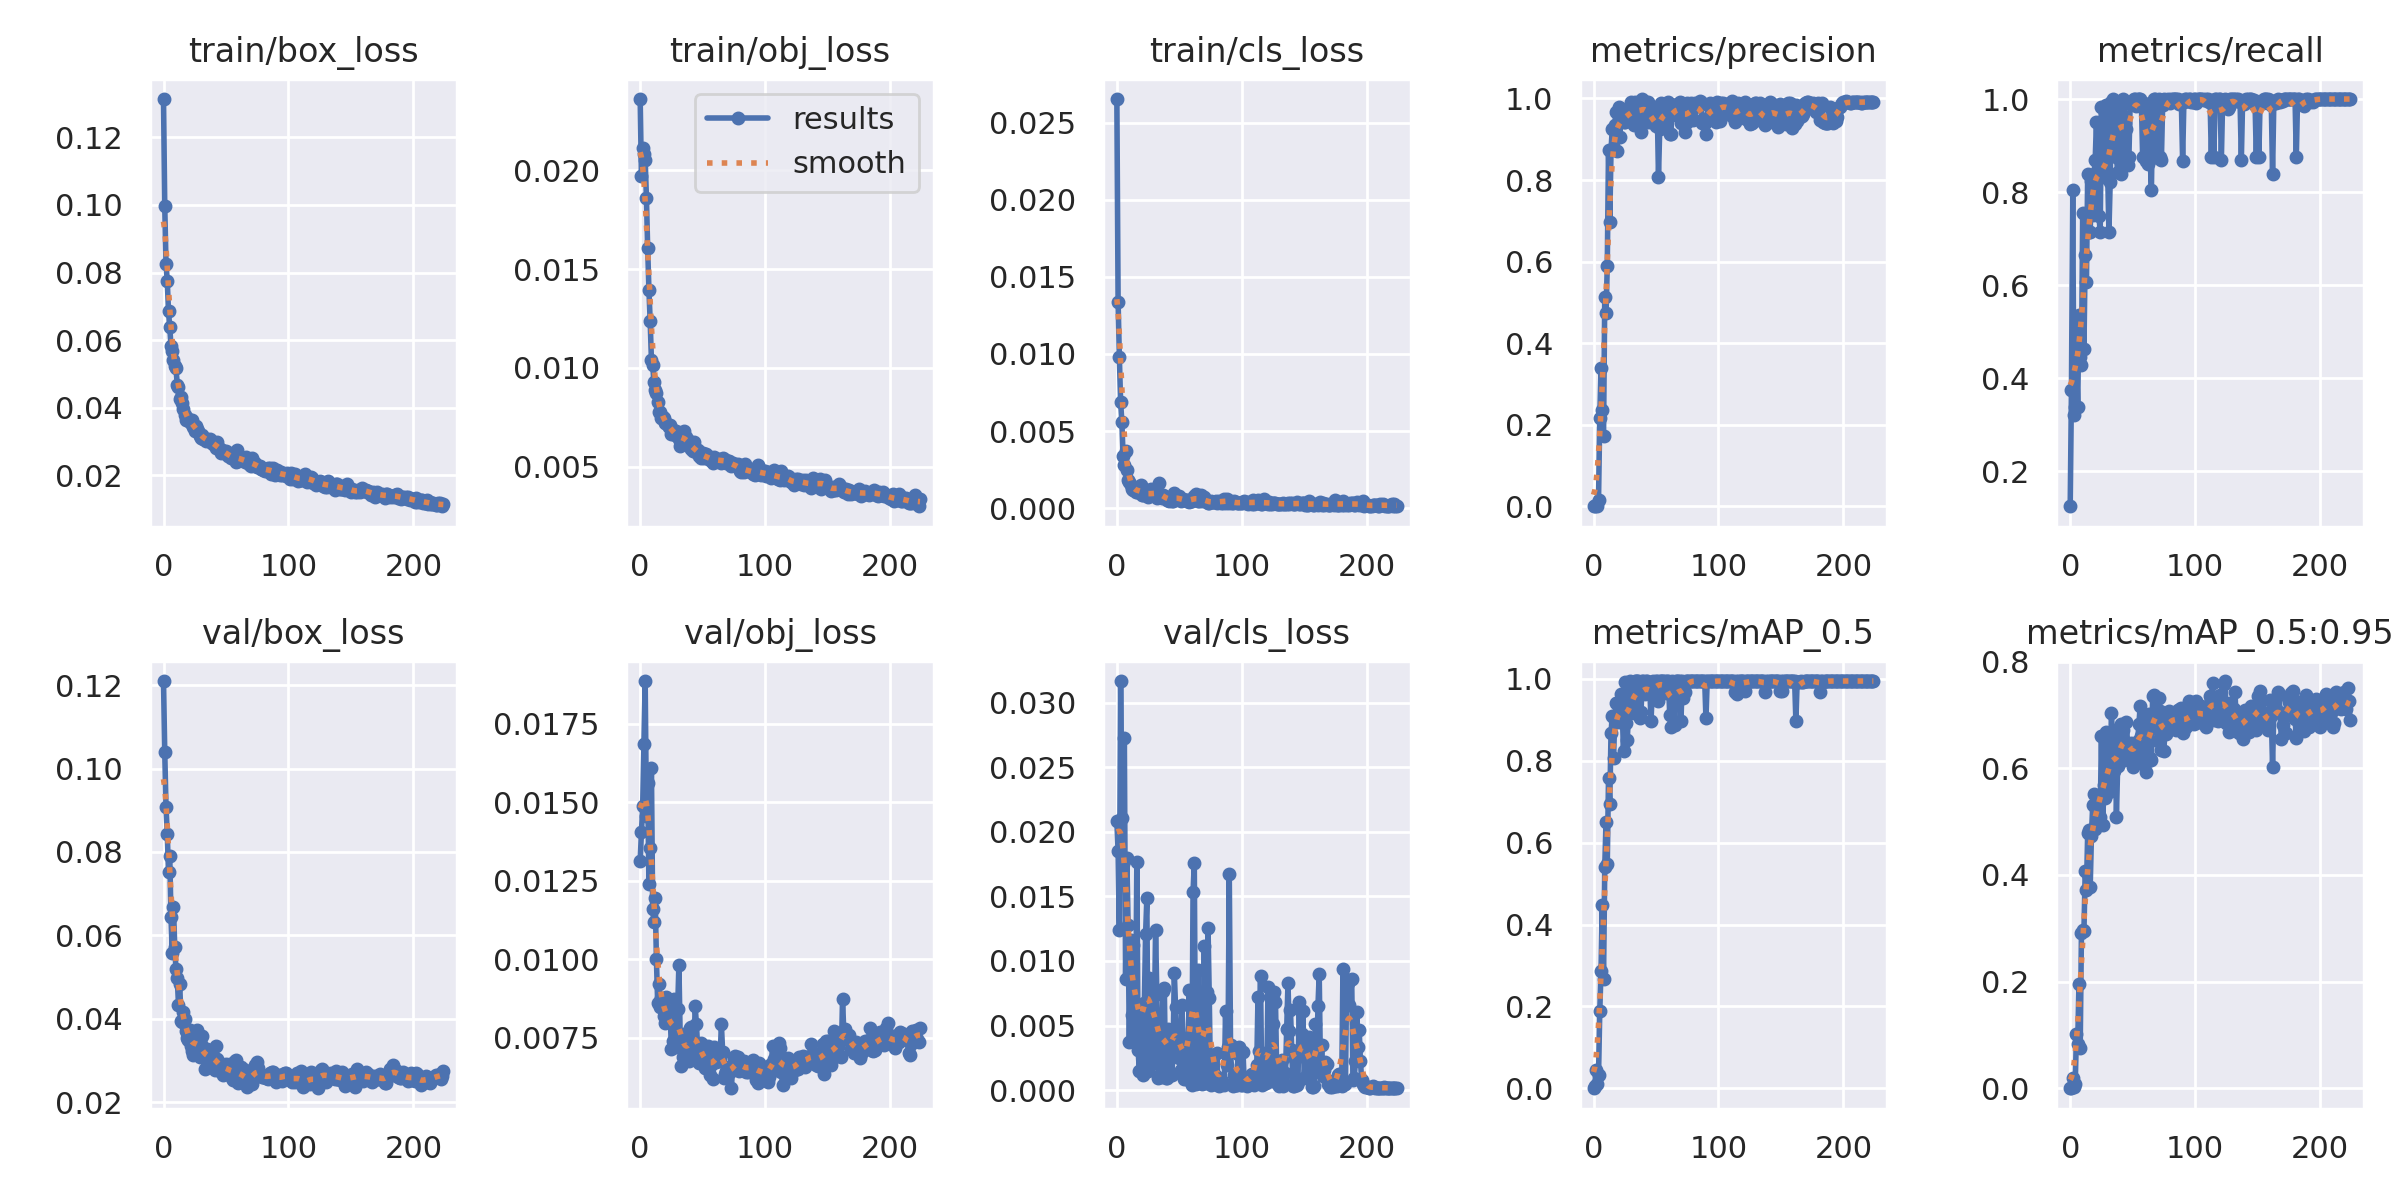 train/box_loss
train/obj_loss
train/cls_loss
metrics/precision
metrics/recall
0.12
0.10
0.08
0.06
0.04
0.02
0 100 200
results
smooth
0.020
0.015
0.010
0.005
0 100 200
0.025
0.020
0.015
0.010
0.005
0.000
0 100 200
1.0
0.8
0.6
0.4
0.2
0.0
0 100 200
1.0
0.8
0.6
0.4
0.2
0 100 200
val/box_loss
val/obj_loss
val/cls_loss
metrics/mAP_0.5
metrics/mAP_0.5:0.95
0.12
0.10
0.08
0.06
0.04
0.02
0 100 200
0.0175
0.0150
0.0125
0.0100
0.0075
0 100 200
0.030
0.025
0.020
0.015
0.010
0.005
0.000
0 100 200
1.0
0.8
0.6
0.4
0.2
0.0
0 100 200
0.8
0.6
0.4
0.2
0.0
0 100 200